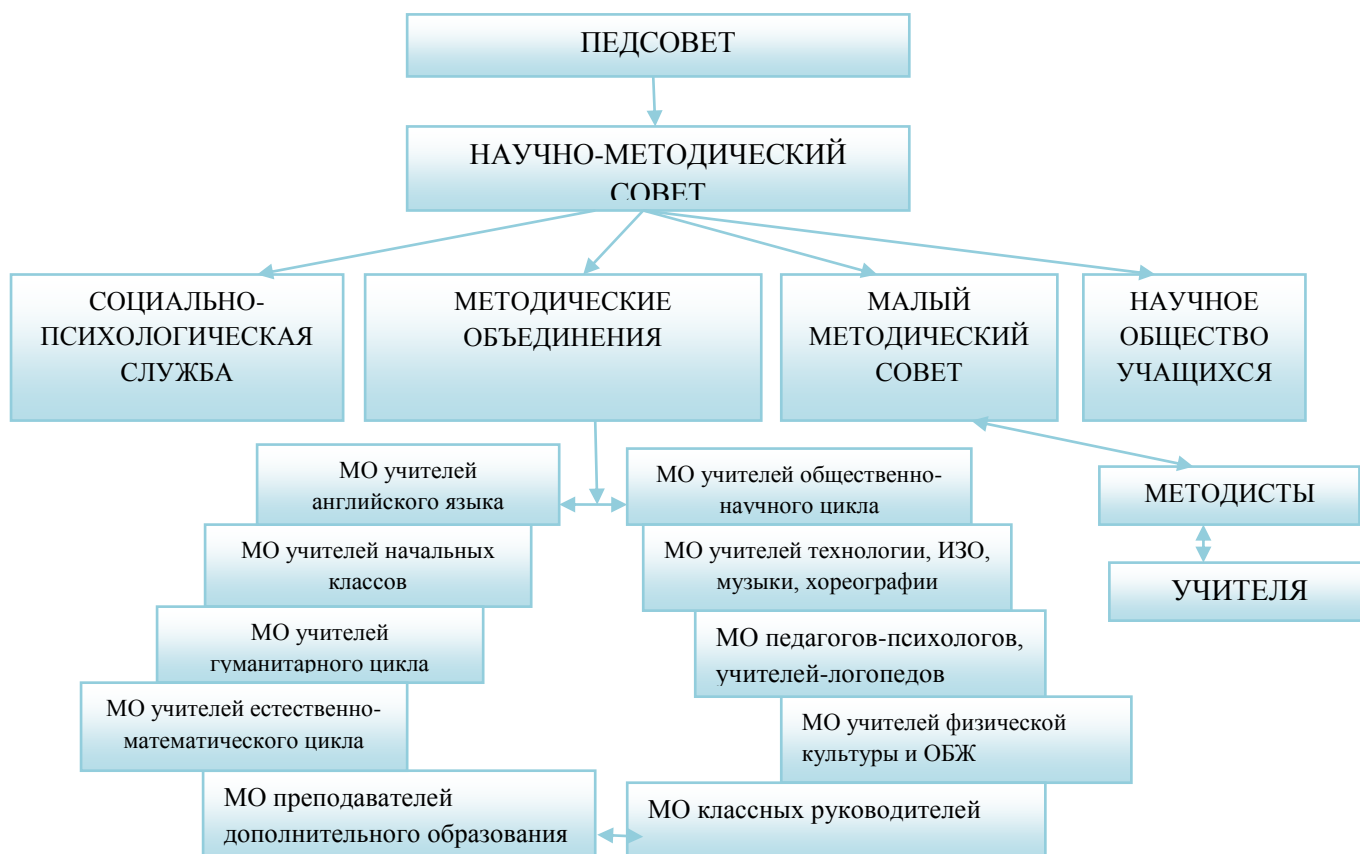 ПЕДСОВЕТ
НАУЧНО-МЕТОДИЧЕСКИЙ
СОВЕТ
СОЦИАЛЬНО-
ПСИХОЛОГИЧЕСКАЯ
СЛУЖБА
МЕТОДИЧЕСКИЕ
ОБЪЕДИНЕНИЯ
МАЛЫЙ
МЕТОДИЧЕСКИЙ
СОВЕТ
НАУЧНОЕ
ОБЩЕСТВО
УЧАЩИХСЯ
МО учителей
английского языка
МО учителей общественно-
научного цикла
МЕТОДИСТЫ
МО учителей начальных
классов
МО учителей технологии, ИЗО,
музыки, хореографии
УЧИТЕЛЯ
МО учителей
гуманитарного цикла
МО педагогов-психологов,
учителей-логопедов
МО учителей естественно-
математического цикла
МО учителей физической
культуры и ОБЖ
МО преподавателей
дополнительного образования
МО классных руководителей